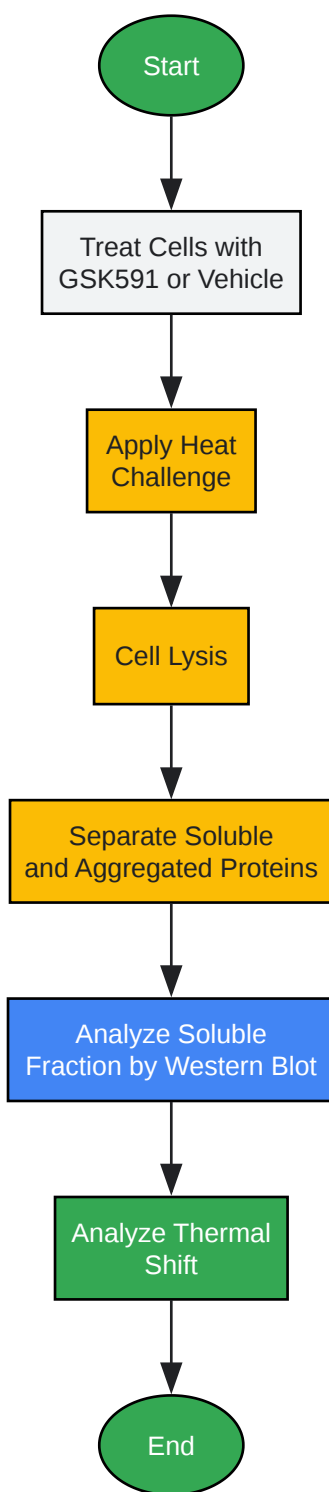 Start
Treat Cells with
GSK591 or Vehicle
Apply Heat
Challenge
Cell Lysis
Separate Soluble
and Aggregated Proteins
Analyze Soluble
Fraction by Western Blot
Analyze Thermal
Shift
End